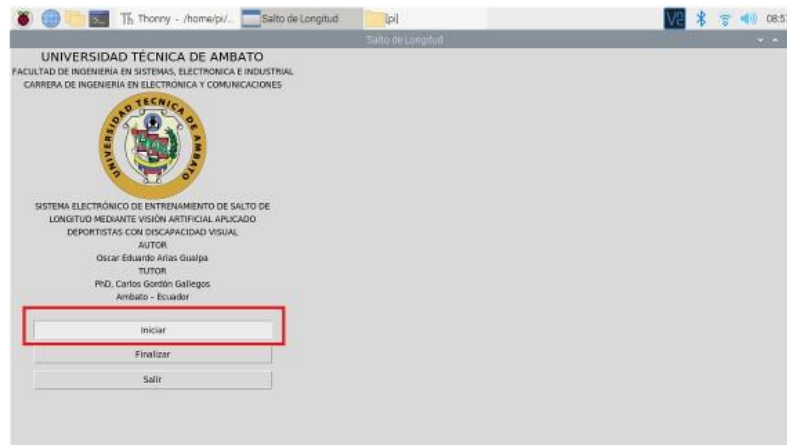 Thonny - /home/pi/..
Salto de Longitud
[pi]
08:57
Salto de Longitud
UNIVERSIDAD TÉCNICA DE AMBATO
FACULTAD DE INGENIERÍA EN SISTEMAS, ELECTRONICA E INDUSTRIAL
CARRERA DE INGENIERÍA EN ELECTRÓNICA Y COMUNICACIONES
UNIVERSIDAD TECNICA DE AMBATO
SISTEMA ELECTRÓNICO DE ENTRENAMIENTO DE SALTO DE
LONGITUD MEDIANTE VISIÓN ARTIFICIAL APLICADO
DEPORTISTAS CON DISCAPACIDAD VISUAL
AUTOR
Oscar Eduardo Arias Gualpa
TUTOR
PhD, Carlos Gordón Gallegos
Ambato - Ecuador
Iniciar
Finalizar
Salir